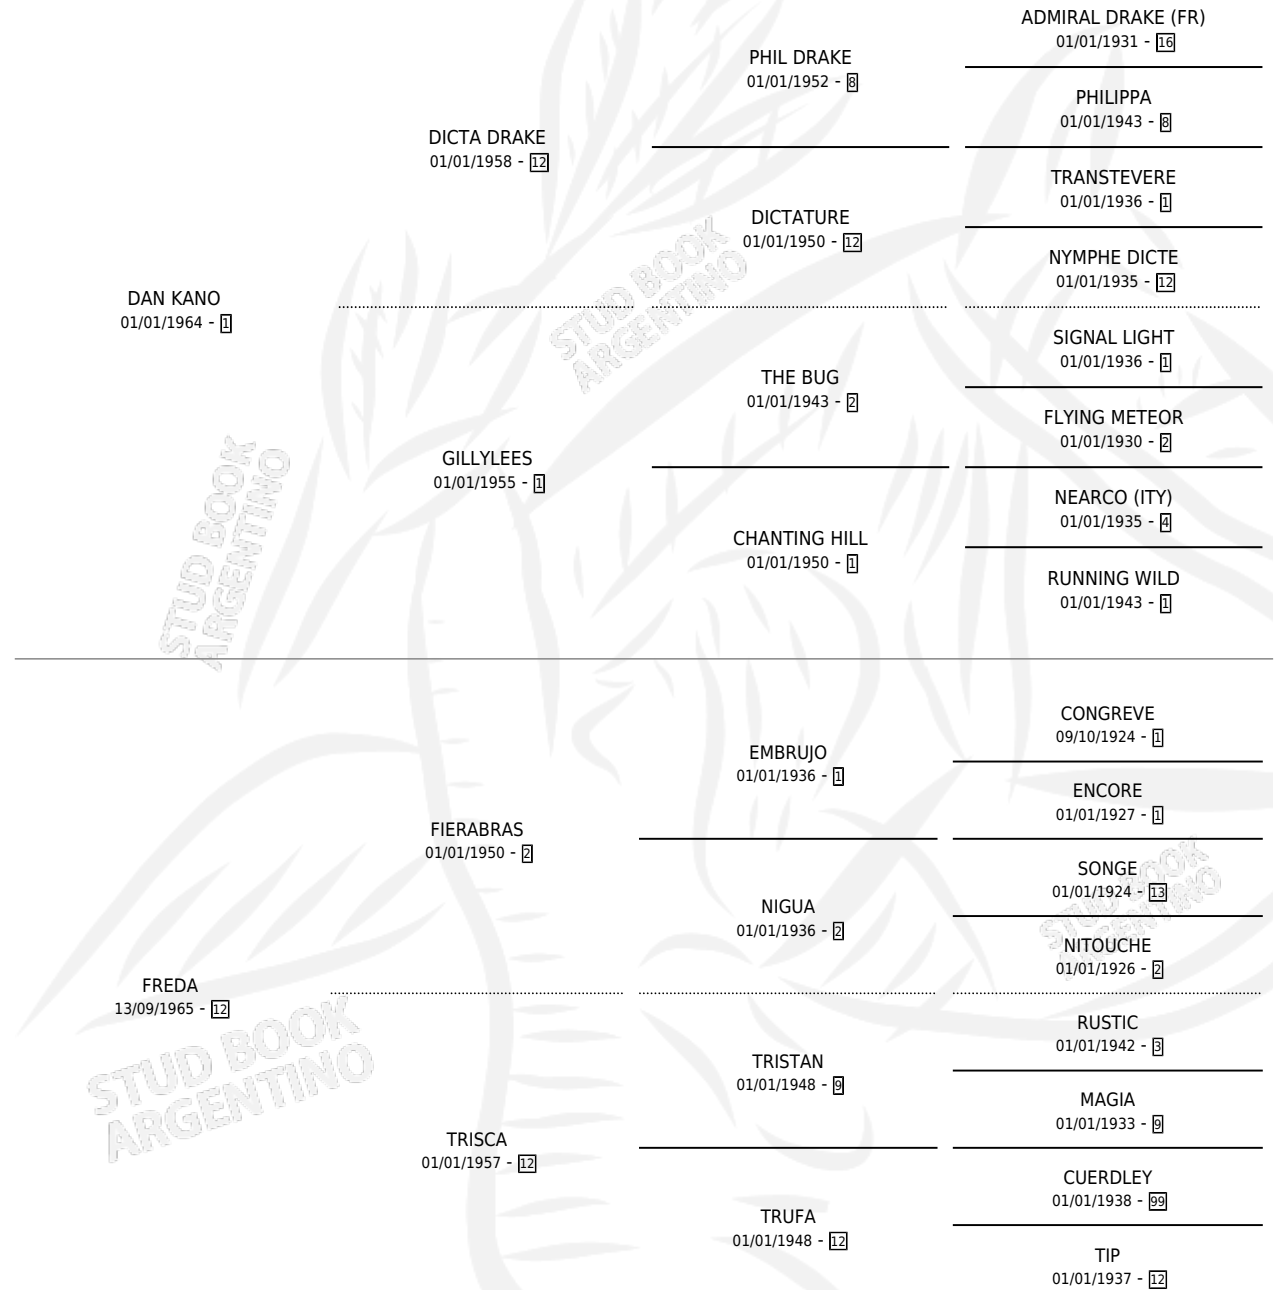 ADMIRAL DRAKE (FR)
01/01/1931 - 16
PHIL DRAKE
01/01/1952 - 8
PHILIPPA
01/01/1943 - 8
DICTA DRAKE
01/01/1958 - 12
TRANSTEVERE
01/01/1936 - 1
DICTATURE
01/01/1950 - 12
NYMPHE DICTE
01/01/1935 - 12
DAN KANO
01/01/1964 - 1
SIGNAL LIGHT
01/01/1936 - 1
THE BUG
01/01/1943 - 2
FLYING METEOR
01/01/1930 - 2
GILLYLEES
01/01/1955 - 1
NEARCO (ITY)
01/01/1935 - 4
CHANTING HILL
01/01/1950 - 1
RUNNING WILD
01/01/1943 - 1
CONGREVE
09/10/1924 - 1
EMBRUJO
01/01/1936 - 1
ENCORE
01/01/1927 - 1
FIERABRAS
01/01/1950 - 2
SONGE
01/01/1924 - 13
NIGUA
01/01/1936 - 2
NITOUCHE
01/01/1926 - 2
FREDA
13/09/1965 - 12
RUSTIC
01/01/1942 - 3
TRISTAN
01/01/1948 - 9
MAGIA
01/01/1933 - 9
TRISCA
01/01/1957 - 12
CUERDLEY
01/01/1938 - 99
TRUFA
01/01/1948 - 12
TIP
01/01/1937 - 12
STUD BOOK
ARGENTINO
STUD BOOK
ARGENTINO
STUD BOOK
ARGENTINO
STUD BOOK
ARGENTINO